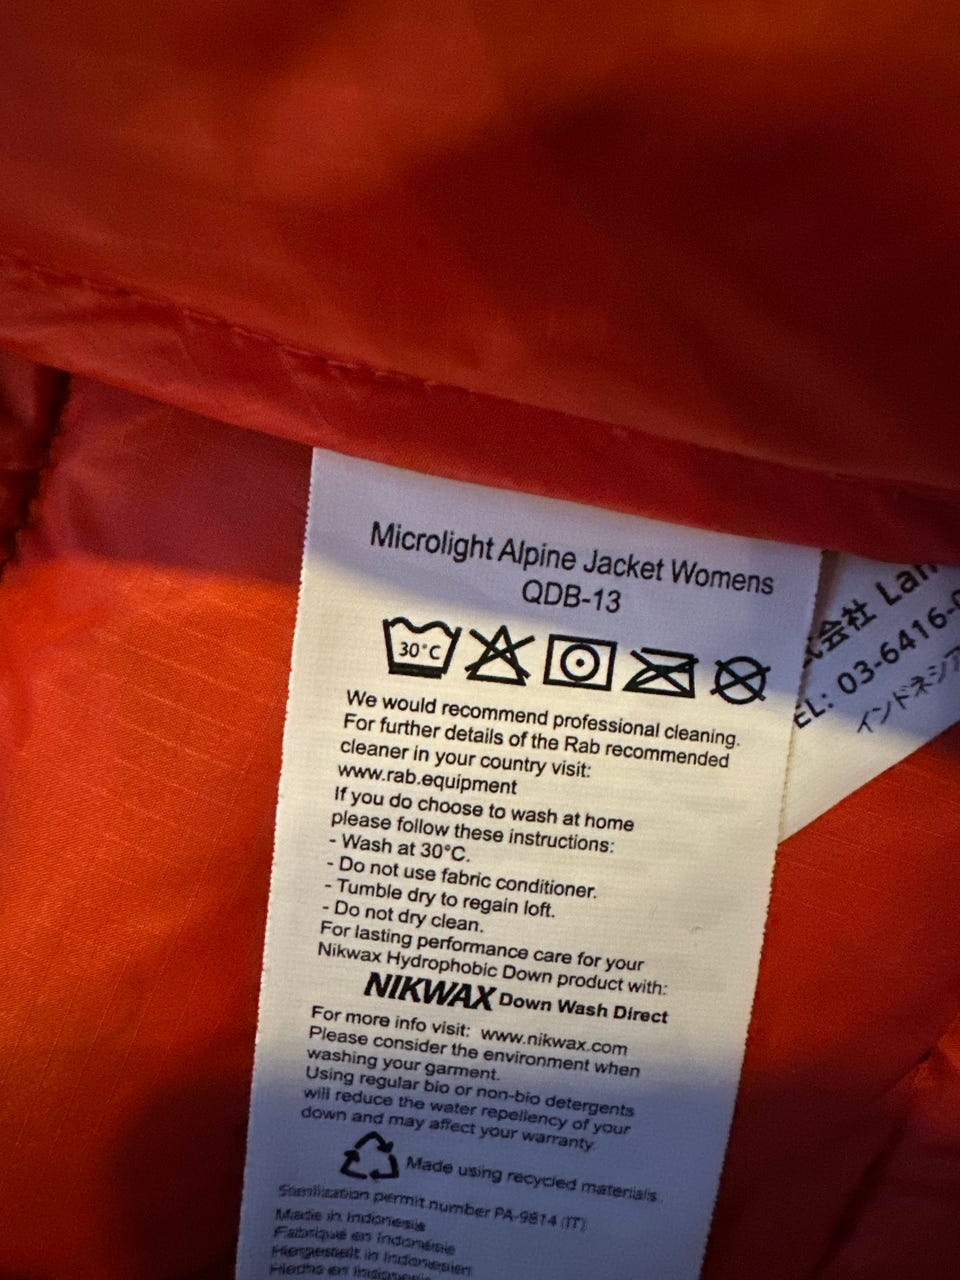 Microlight Alpine Jacket Womens
QDB-13
30°C
We would recommend professional cleaning.
For further details of the Rab recommended
cleaner in your country visit:
www.rab.equipment
If you do choose to wash at home
please follow these instructions:
- Wash at 30°C.
- Do not use fabric conditioner.
- Tumble dry to regain loft.
- Do not dry clean.
For lasting performance care for your
Nikwax Hydrophobic Down product with:
NIKWAX Down Wash Direct
For more info visit: www.nikwax.com
Please consider the environment when
washing your garment.
Using regular bio or non-bio detergents
will reduce the water repellency of your
down and may affect your warranty.
Made using recycled materials.
Sterilization permit number PA-9814 (IT)
Made in Indonesia
Fabriqué en Indonésie
Hergestellt in Indonesien
Hecho en Indonesia
式会社 Lan
EL: 03-6416-
インドネシア